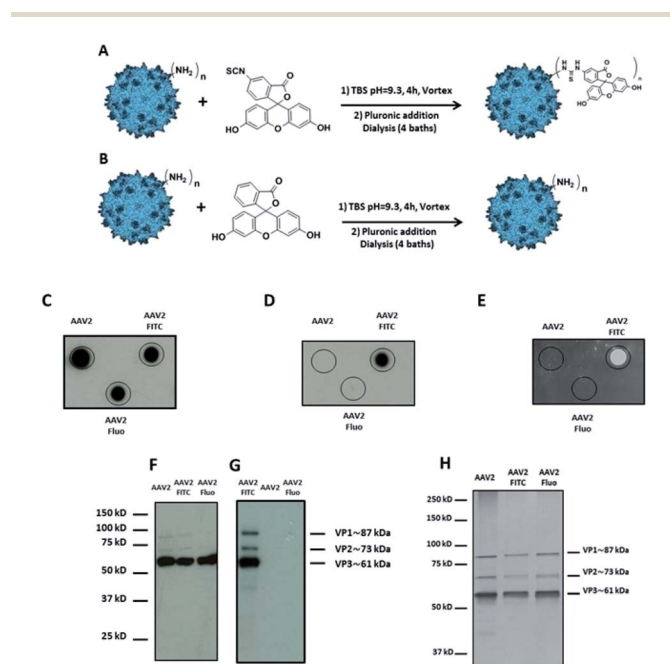 A
(NH₂)n
+
SCN
O
O
HO
O
OH
1) TBS pH=9.3, 4h, Vortex
2) Pluronic addition
Dialysis (4 baths)
H H
N N
S
O
O
O
OH
HO
n
B
(NH₂)n
+
O
O
HO
O
OH
1) TBS pH=9.3, 4h, Vortex
2) Pluronic addition
Dialysis (4 baths)
(NH₂)n
C
AAV2
AAV2
FITC
AAV2
Fluo
D
AAV2
AAV2
FITC
AAV2
Fluo
E
AAV2
AAV2
FITC
AAV2
Fluo
F
AAV2
AAV2
FITC
AAV2
Fluo
150 kD
100 kD
75 kD
50 kD
37 kD
25 kD
G
AAV2
FITC
AAV2
AAV2
Fluo
VP1~87 kDa
VP2~73 kDa
VP3~61 kDa
H
AAV2
AAV2
FITC
AAV2
Fluo
250 kD
150 kD
100 kD
75 kD
50 kD
37 kD
VP1~87 kDa
VP2~73 kDa
VP3~61 kDa